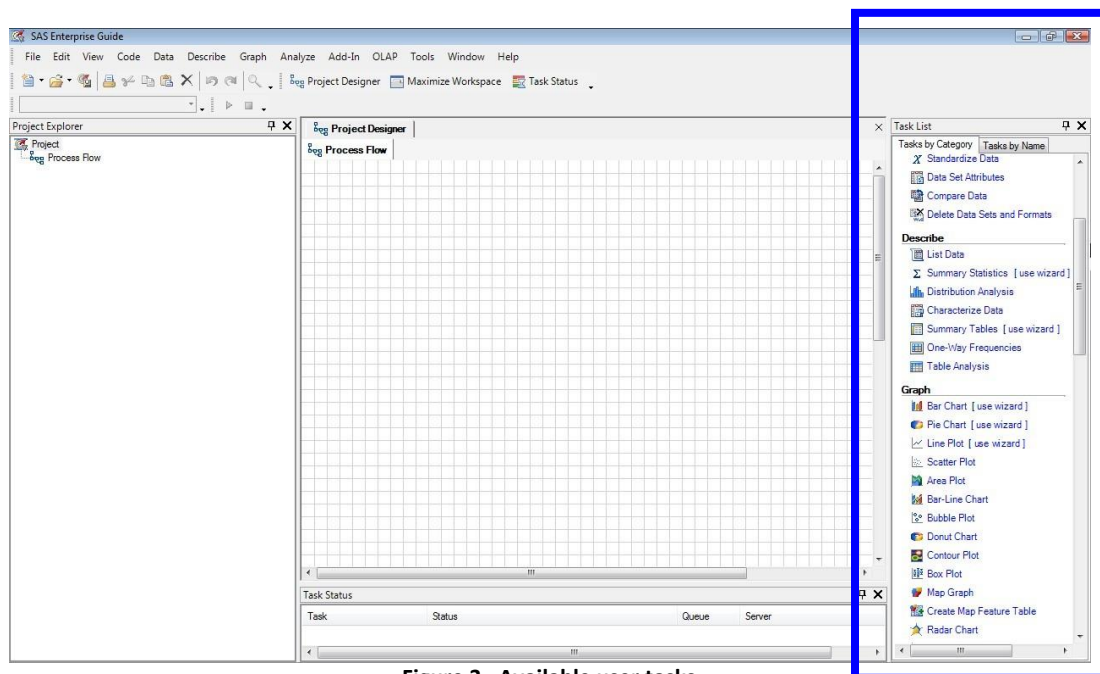 SAS Enterprise Guide
File Edit View Code Data Describe Graph Analyze Add-In OLAP Tools Window Help
Project Designer Maximize Workspace Task Status
Project Explorer
Project
Process Flow
Project Designer
Process Flow
Task Status
Task Status Queue Server
Task List
Tasks by Category Tasks by Name
Standardize Data
Data Set Attributes
Compare Data
Delete Data Sets and Formats
Describe
List Data
Summary Statistics [ use wizard ]
Distribution Analysis
Characterize Data
Summary Tables [ use wizard ]
One-Way Frequencies
Table Analysis
Graph
Bar Chart [ use wizard ]
Pie Chart [ use wizard ]
Line Plot [ use wizard ]
Scatter Plot
Area Plot
Bar-Line Chart
Bubble Plot
Donut Chart
Contour Plot
Box Plot
Map Graph
Create Map Feature Table
Radar Chart